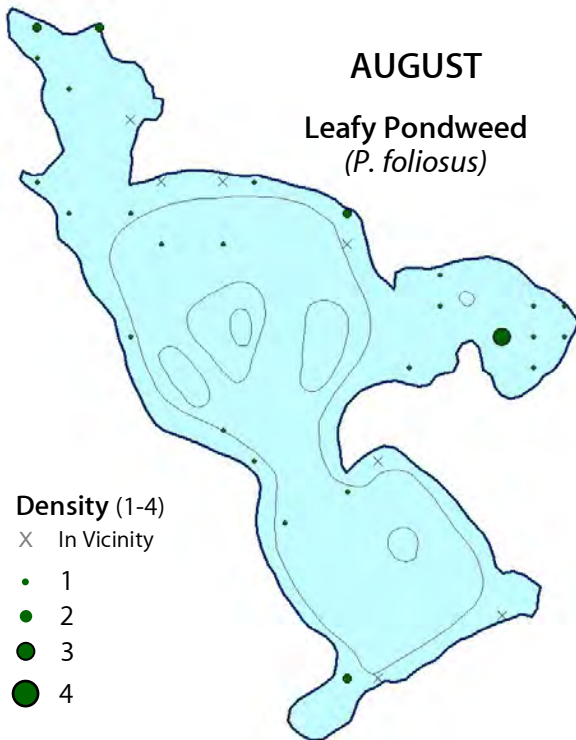 AUGUST
Leafy Pondweed
(P. foliosus)
Density (1-4)
X In Vicinity
1
2
3
4